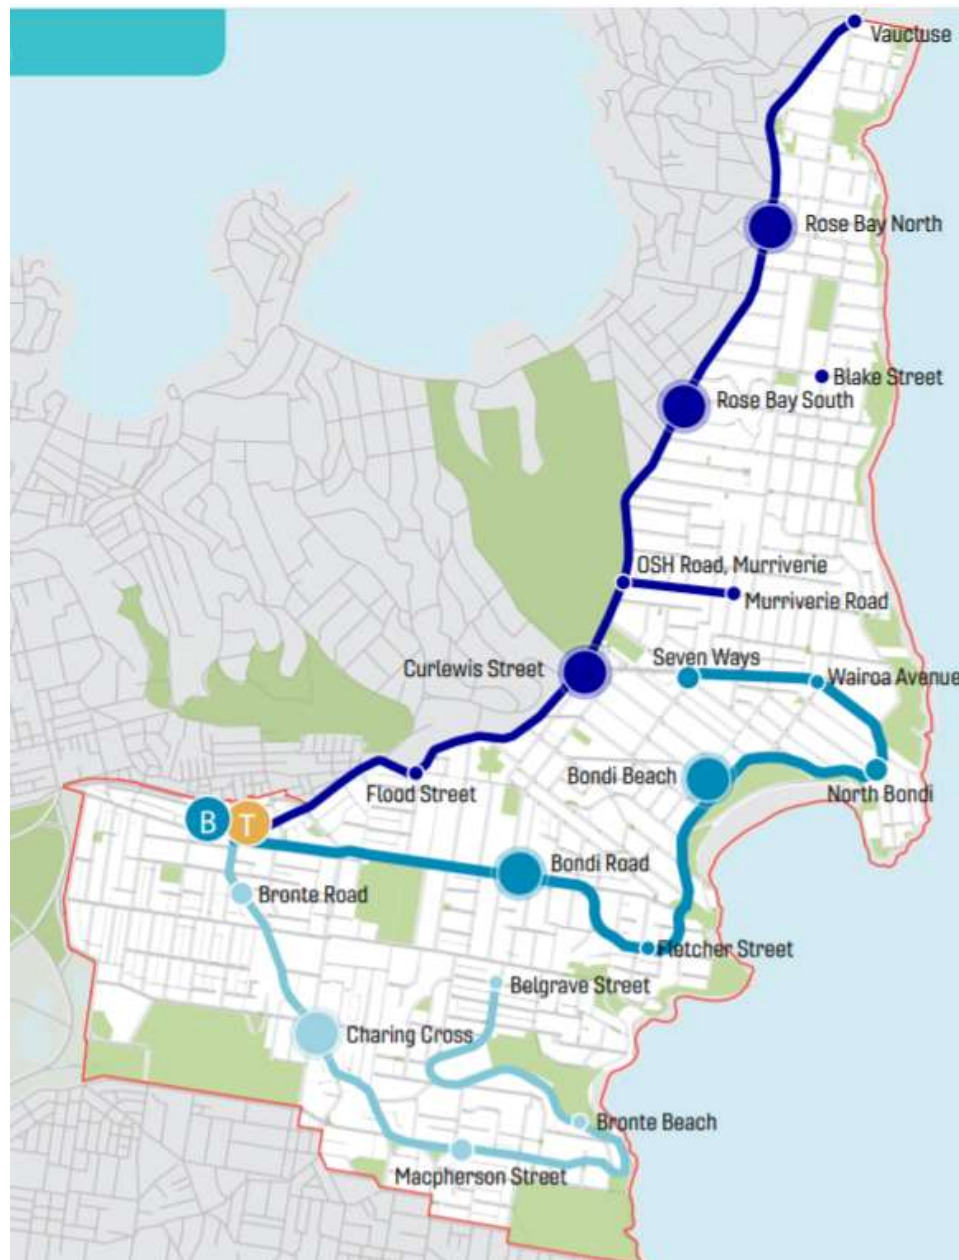 Vaucluse
Rose Bay North
Blake Street
Rose Bay South
OSH Road, Murriverie
Murriverie Road
Seven Ways
Curlewis Street
Wairoa Avenue
Bondi Beach
Flood Street
North Bondi
B
T
Bondi Road
Bronte Road
Fletcher Street
Belgrave Street
Charing Cross
Bronte Beach
Macpherson Street